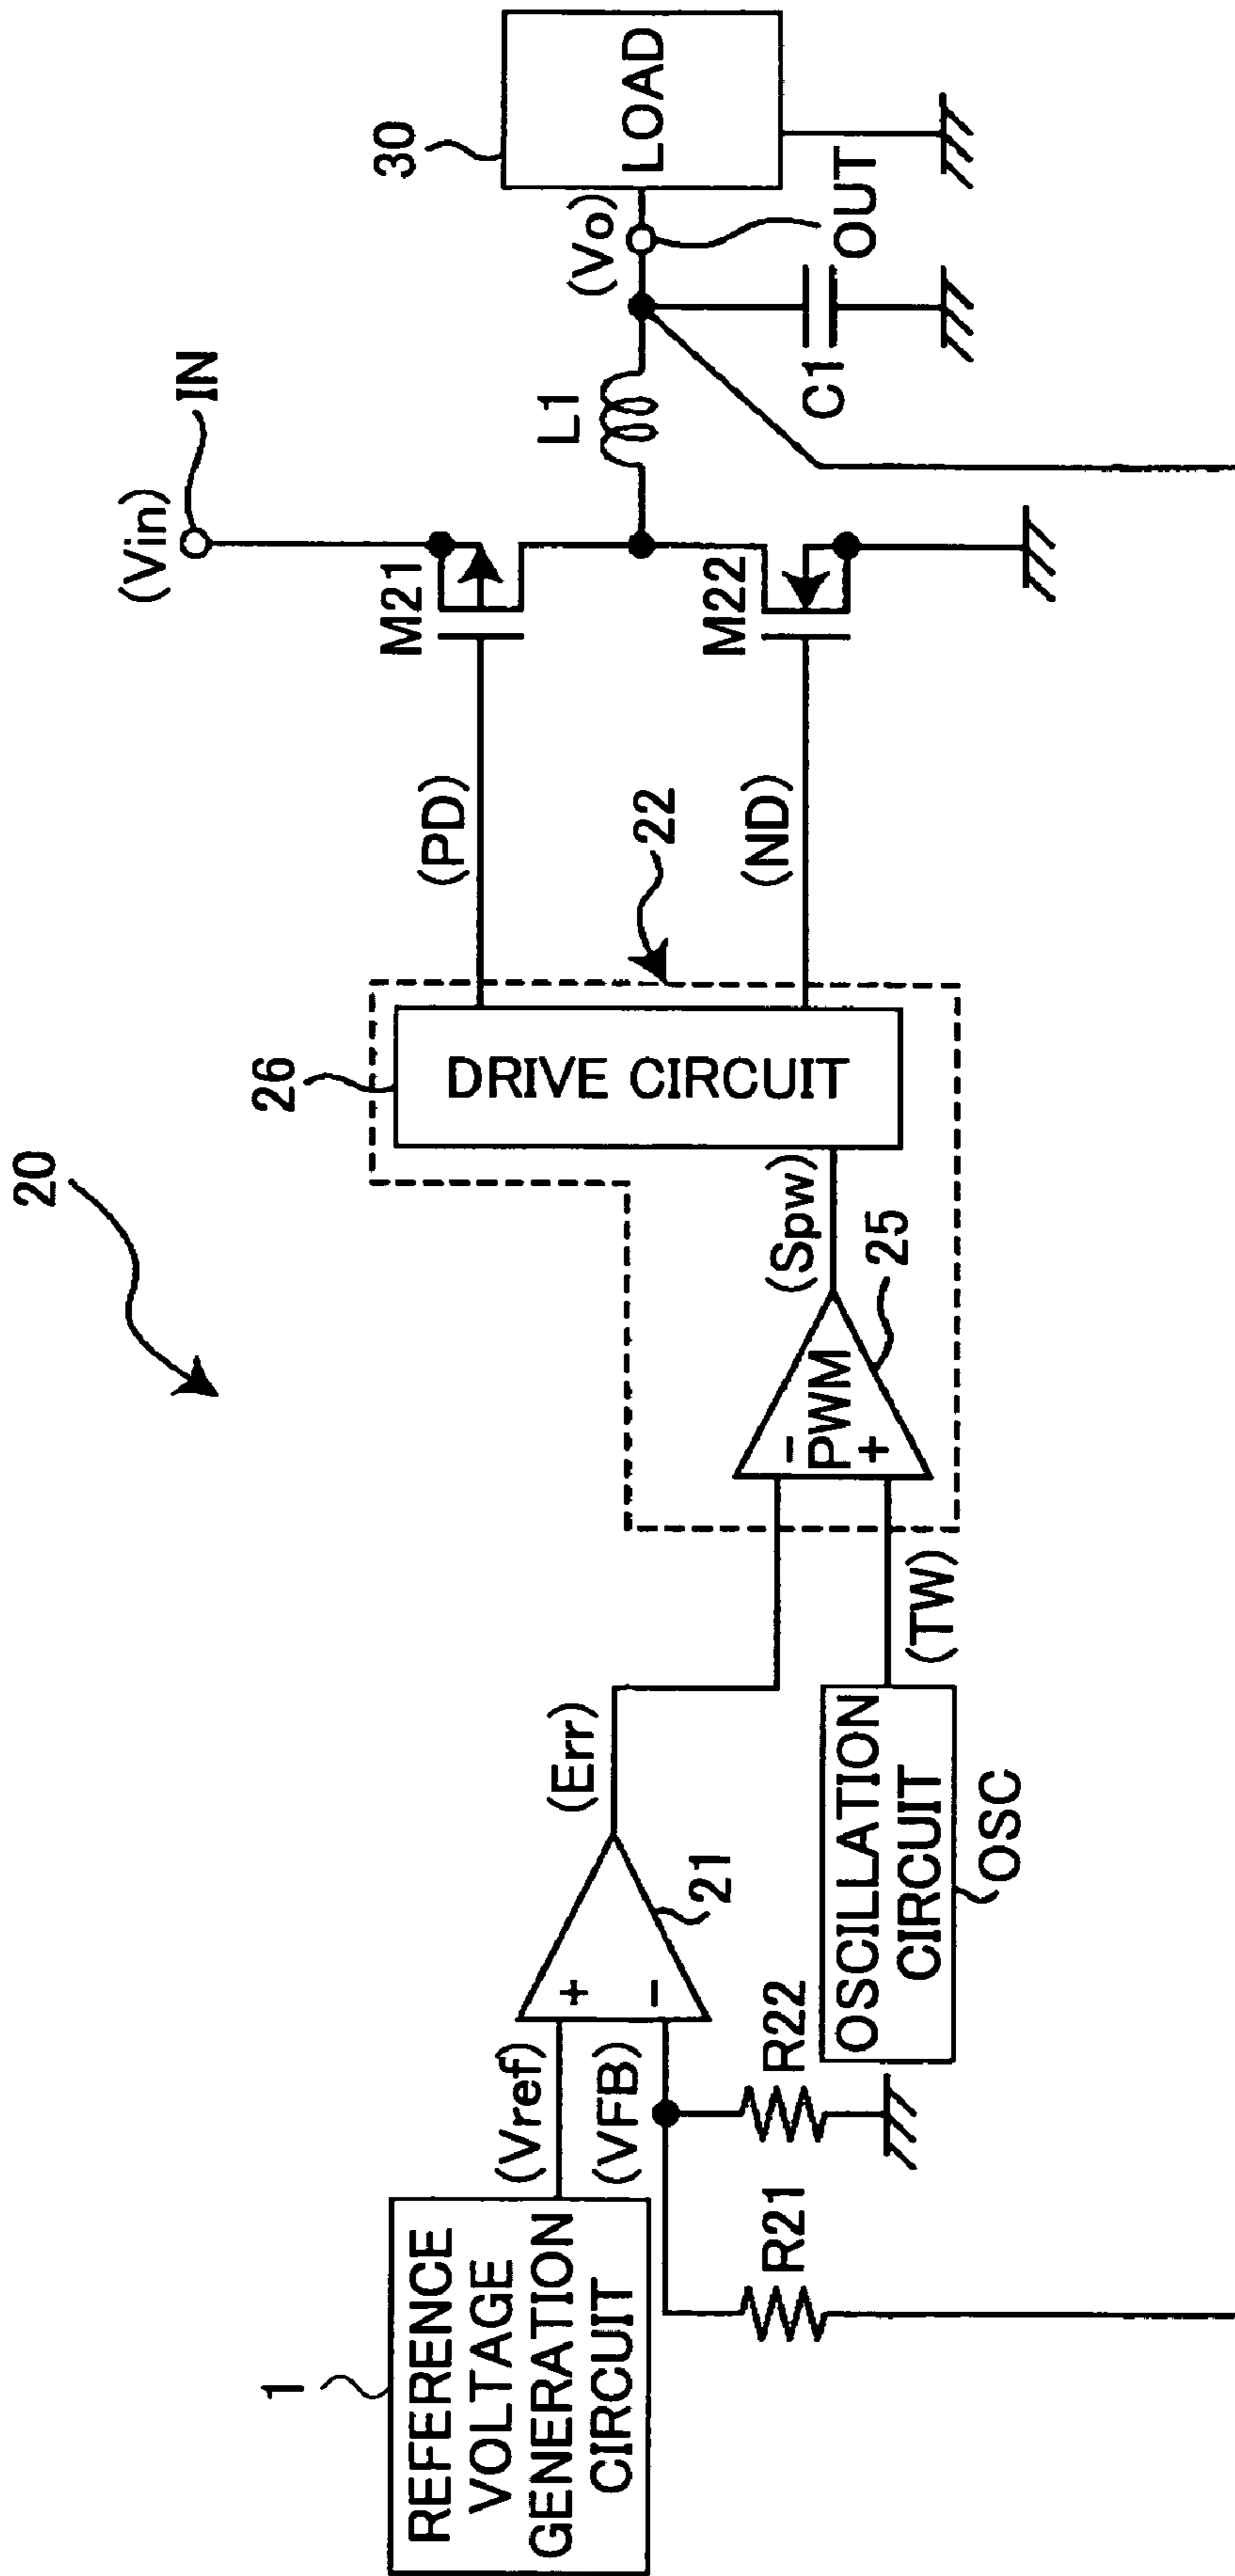 20
1
REFERENCE
VOLTAGE
GENERATION
CIRCUIT
(Vref)
(VFB)
+
−
21
(Err)
R21
R22
OSCILLATION
CIRCUIT
OSC
(TW)
−
PWM
+
25
(Spw)
26
DRIVE CIRCUIT
22
(PD)
(ND)
M21
M22
(Vin)
IN
L1
C1
(Vo)
OUT
30
LOAD